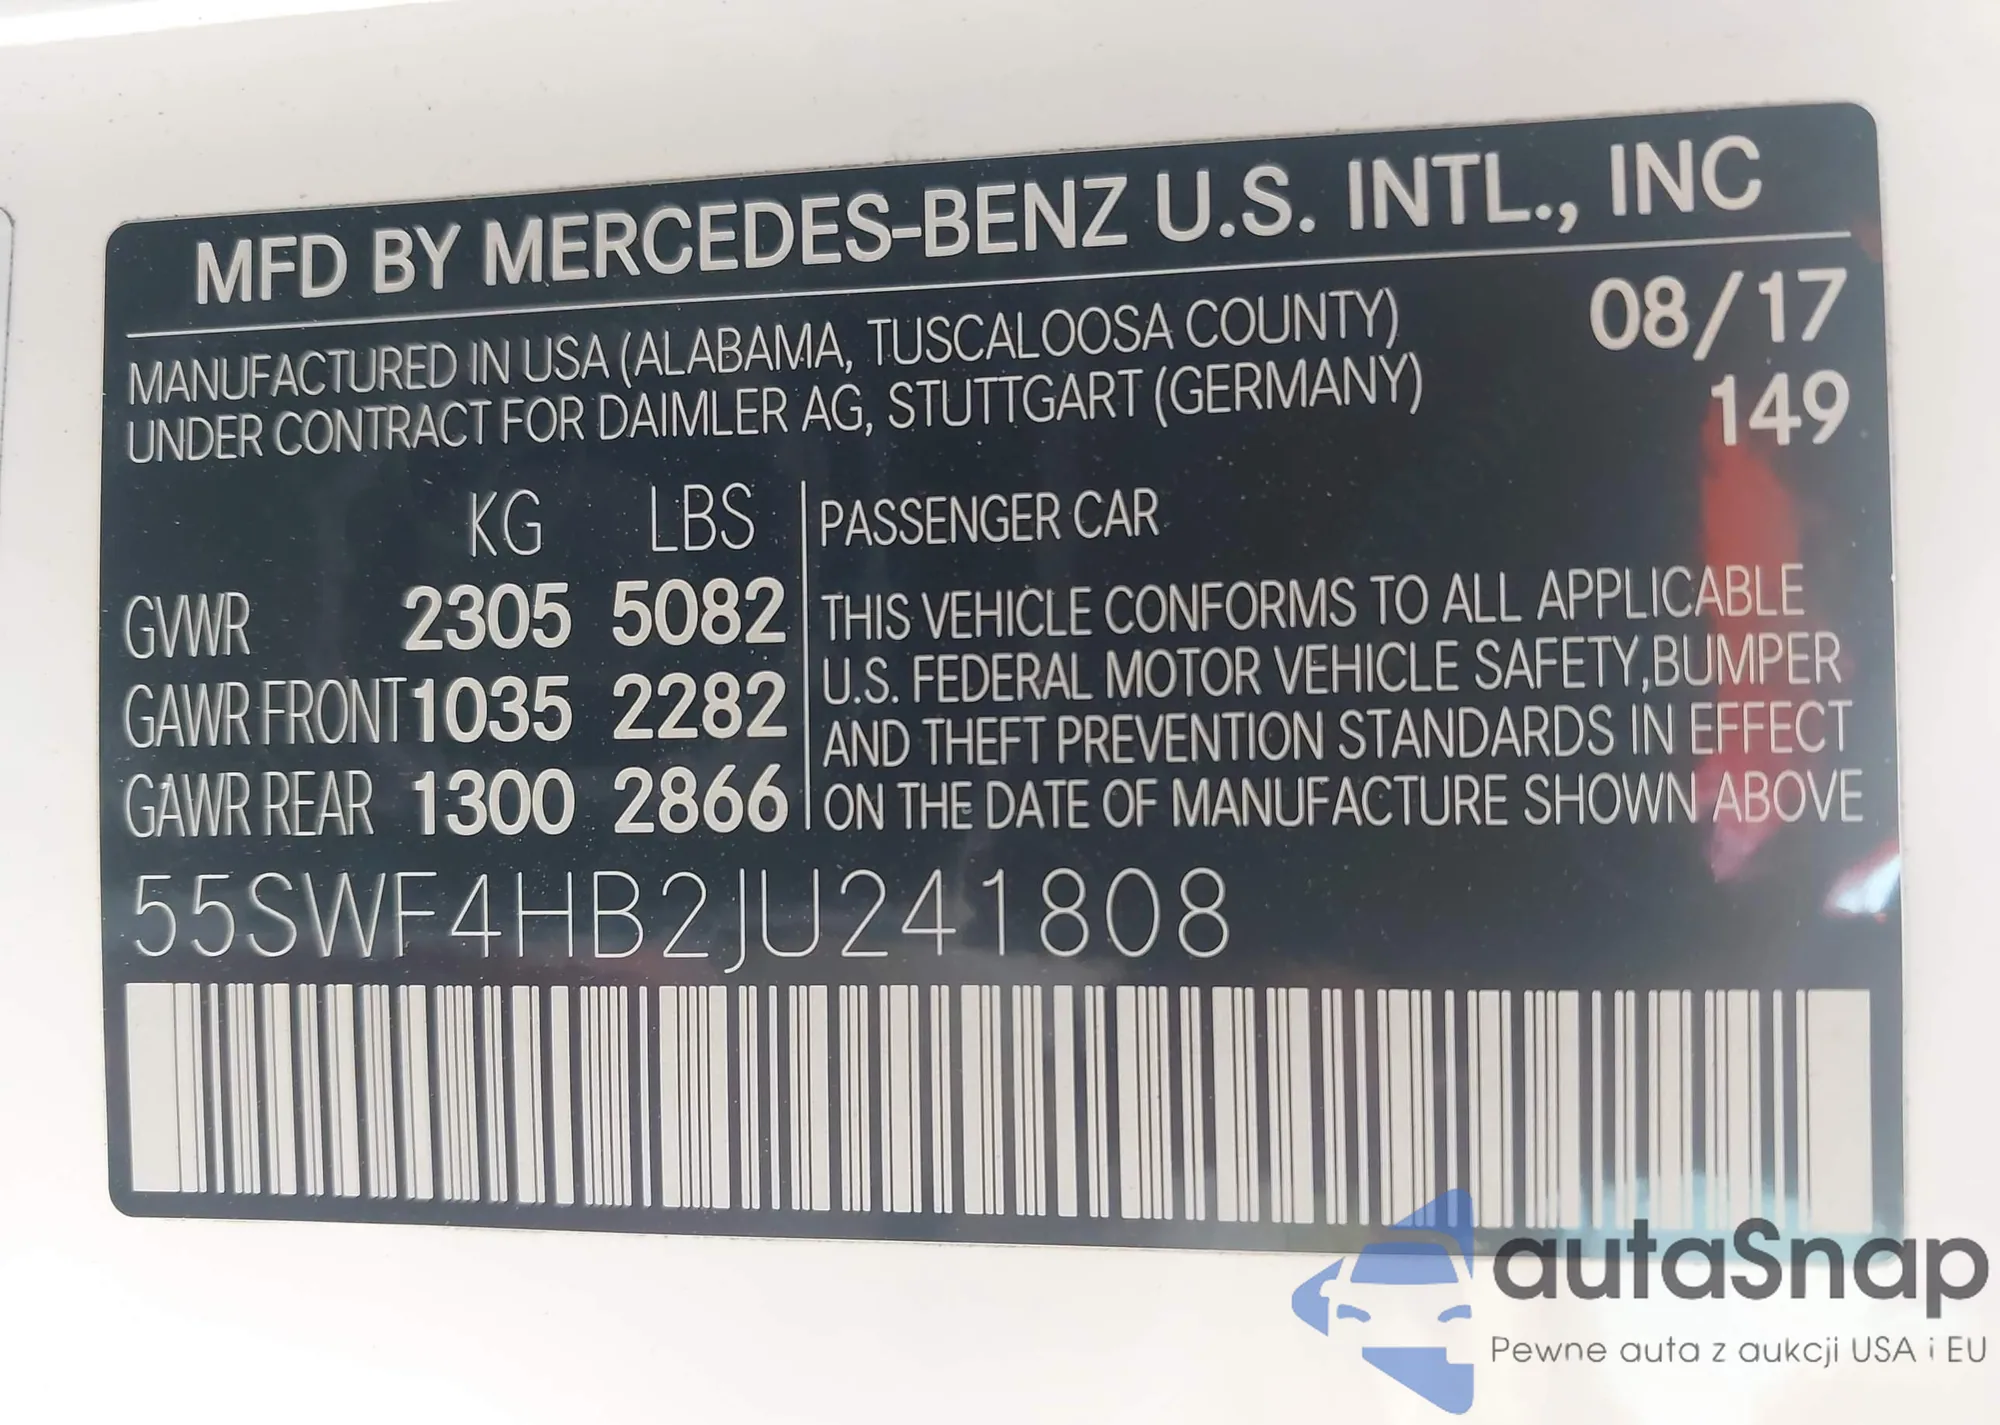 MFD BY MERCEDES-BENZ U.S. INTL., INC
MANUFACTURED IN USA (ALABAMA, TUSCALOOSA COUNTY) 08/17
UNDER CONTRACT FOR DAIMLER AG, STUTTGART (GERMANY) 149
KG LBS
GVWR 2305 5082
GAWR FRONT 1035 2282
GAWR REAR 1300 2866
PASSENGER CAR
THIS VEHICLE CONFORMS TO ALL APPLICABLE
U.S. FEDERAL MOTOR VEHICLE SAFETY,BUMPER
AND THEFT PREVENTION STANDARDS IN EFFECT
ON THE DATE OF MANUFACTURE SHOWN ABOVE
55SWF4HB2JU241808
autaSnap
Pewne auta z aukcji USA i EU